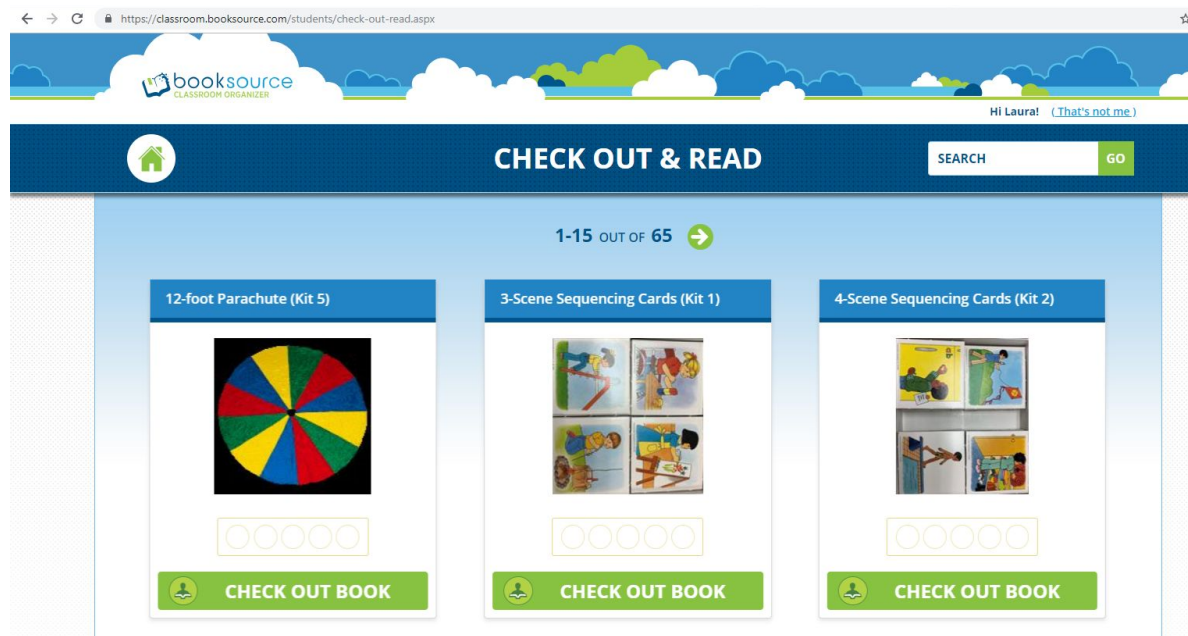 https://classroom.booksource.com/students/check-out-read.aspx
booksource
CLASSROOM ORGANIZER
Hi Laura! ( That's not me )
CHECK OUT & READ
SEARCH GO
1-15 OUT OF 65
12-foot Parachute (Kit 5) 3-Scene Sequencing Cards (Kit 1) 4-Scene Sequencing Cards (Kit 2)
CHECK OUT BOOK CHECK OUT BOOK CHECK OUT BOOK